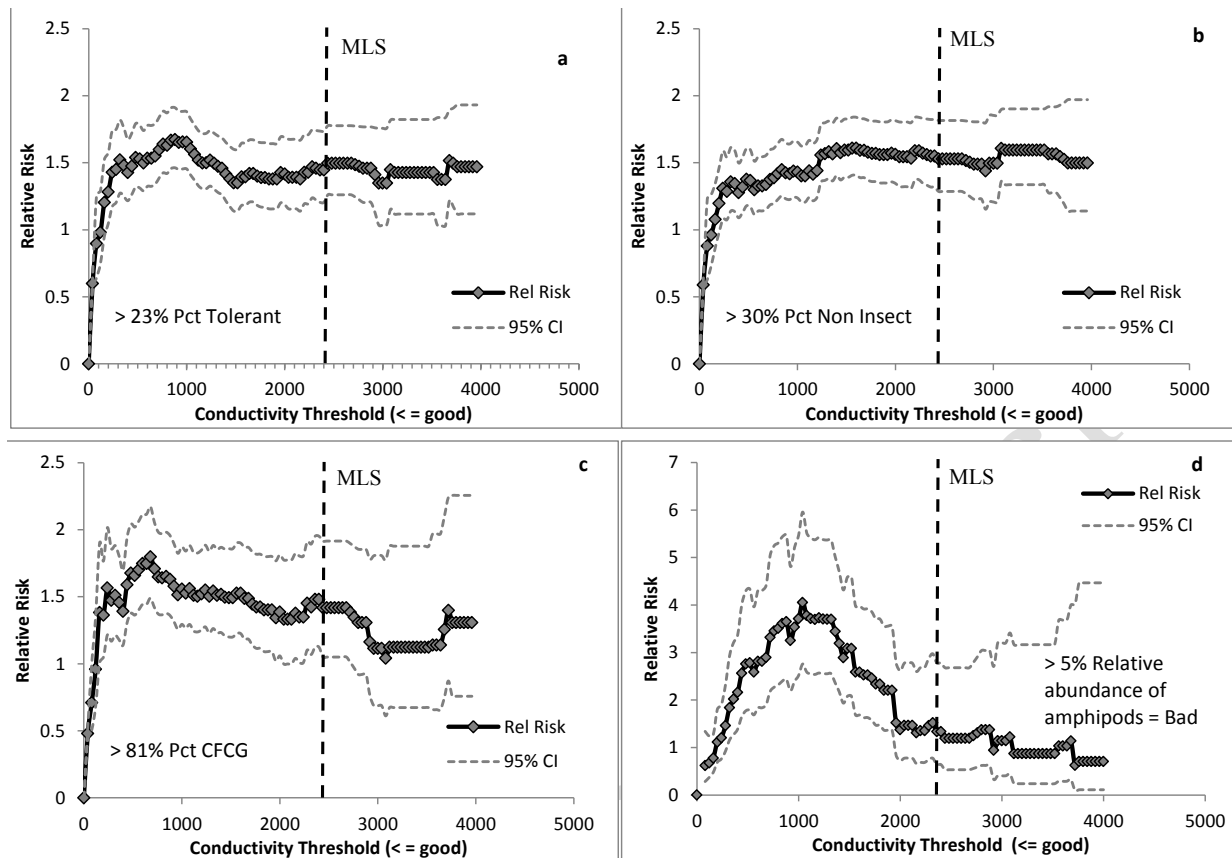 a
MLS
2.5
2
1.5
1
0.5
0
Relative Risk
> 23% Pct Tolerant
Rel Risk
95% CI
0 1000 2000 3000 4000 5000
Conductivity Threshold (< = good)
b
MLS
2.5
2
1.5
1
0.5
0
Relative Risk
> 30% Pct Non Insect
Rel Risk
95% CI
0 1000 2000 3000 4000 5000
Conductivity Threshold (< = good)
c
MLS
2.5
2
1.5
1
0.5
0
Relative Risk
> 81% Pct CFCG
Rel Risk
95% CI
0 1000 2000 3000 4000 5000
Conductivity Threshold (< = good)
d
MLS
7
6
5
4
3
2
1
0
Relative Risk
Rel Risk
95% CI
> 5% Relative
abundance of
amphipods = Bad
0 1000 2000 3000 4000 5000
Conductivity Threshold (<= good)